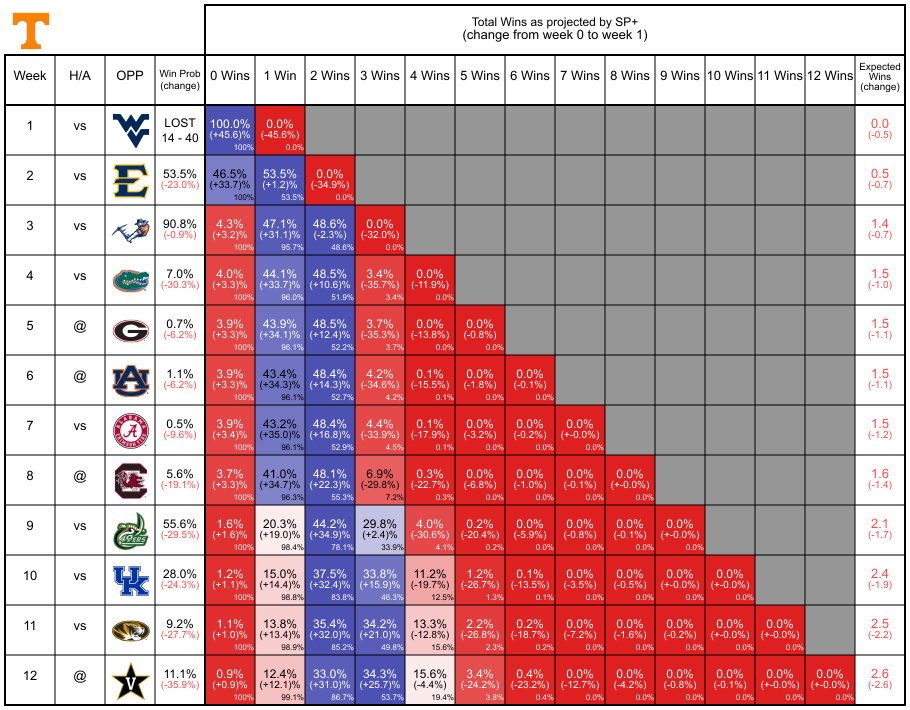 T
Total Wins as projected by SP+
(change from week 0 to week 1)
Week H/A OPP Win Prob (change) 0 Wins 1 Win 2 Wins 3 Wins 4 Wins 5 Wins 6 Wins 7 Wins 8 Wins 9 Wins 10 Wins 11 Wins 12 Wins Expected Wins (change)
1 vs WV LOST 100.0% 0.0% 0.0
14 - 40 (+45.6)% (-45.6)% (-0.5)
100% 0.0%
2 vs E 53.5% 46.5% 53.5% 0.0% 0.5
(-23.0%) (+33.7)% (+1.2)% (-34.9)% (-0.7)
100% 53.5% 0.0%
3 vs 90.8% 4.3% 47.1% 48.6% 0.0% 1.4
(-0.9%) (+3.2)% (+31.1)% (-2.3)% (-32.0)% (-0.7)
100% 95.7% 48.6% 0.0%
4 vs 7.0% 4.0% 44.1% 48.5% 3.4% 0.0% 1.5
(-30.3%) (+3.3)% (+33.7)% (+10.6)% (-35.7)% (-11.9)% (-1.0)
100% 96.0% 51.9% 3.4% 0.0%
5 @ G 0.7% 3.9% 43.9% 48.5% 3.7% 0.0% 0.0% 1.5
(-6.2%) (+3.3)% (+34.1)% (+12.4)% (-35.3)% (-13.8)% (-0.8)% (-1.1)
100% 96.1% 52.2% 3.7% 0.0% 0.0%
6 @ AU 1.1% 3.9% 43.4% 48.4% 4.2% 0.1% 0.0% 0.0% 1.5
(-6.2%) (+3.3)% (+34.3)% (+14.3)% (-34.6)% (-15.5)% (-1.8)% (-0.1)% (-1.1)
100% 96.1% 52.7% 4.2% 0.1% 0.0% 0.0%
7 vs A 0.5% 3.9% 43.2% 48.4% 4.4% 0.1% 0.0% 0.0% 0.0% 1.5
(-9.6%) (+3.4)% (+35.0)% (+16.8)% (-33.9)% (-17.9)% (-3.2)% (-0.2)% (+-0.0)% (-1.2)
100% 96.1% 52.9% 4.5% 0.1% 0.0% 0.0% 0.0%
8 @ C 5.6% 3.7% 41.0% 48.1% 6.9% 0.3% 0.0% 0.0% 0.0% 0.0% 1.6
(-19.1%) (+3.3)% (+34.7)% (+22.3)% (-29.8)% (-22.7)% (-6.8)% (-1.0)% (-0.1)% (+-0.0)% (-1.4)
100% 96.3% 55.3% 7.2% 0.3% 0.0% 0.0% 0.0% 0.0%
9 vs 49ERS 55.6% 1.6% 20.3% 44.2% 29.8% 4.0% 0.2% 0.0% 0.0% 0.0% 0.0% 2.1
(-29.5%) (+1.6)% (+19.0)% (+34.9)% (+2.4)% (-30.6)% (-20.4)% (-5.9)% (-0.8)% (-0.1)% (+-0.0)% (-1.7)
100% 98.4% 78.1% 33.9% 4.1% 0.2% 0.0% 0.0% 0.0% 0.0%
10 vs UK 28.0% 1.2% 15.0% 37.5% 33.8% 11.2% 1.2% 0.1% 0.0% 0.0% 0.0% 0.0% 2.4
(-24.3%) (+1.1)% (+14.4)% (+32.4)% (+15.9)% (-19.7)% (-26.7)% (-13.5)% (-3.5)% (-0.5)% (+-0.0)% (+-0.0)% (-1.9)
100% 98.8% 83.8% 46.3% 12.5% 1.3% 0.1% 0.0% 0.0% 0.0% 0.0%
11 vs 9.2% 1.1% 13.8% 35.4% 34.2% 13.3% 2.2% 0.2% 0.0% 0.0% 0.0% 0.0% 0.0% 2.5
(-27.7%) (+1.0)% (+13.4)% (+32.0)% (+21.0)% (-12.8)% (-26.8)% (-18.7)% (-7.2)% (-1.6)% (-0.2)% (+-0.0)% (+-0.0)% (-2.2)
100% 98.9% 85.2% 49.8% 15.6% 2.3% 0.2% 0.0% 0.0% 0.0% 0.0% 0.0%
12 @ V 11.1% 0.9% 12.4% 33.0% 34.3% 15.6% 3.4% 0.4% 0.0% 0.0% 0.0% 0.0% 0.0% 0.0% 2.6
(-35.9%) (+0.9)% (+12.1)% (+31.0)% (+25.7)% (-4.4)% (-24.2)% (-23.2)% (-12.7)% (-4.2)% (-0.8)% (-0.1)% (+-0.0)% (+-0.0)% (-2.6)
100% 99.1% 86.7% 53.7% 19.4% 3.8% 0.4% 0.0% 0.0% 0.0% 0.0% 0.0% 0.0%